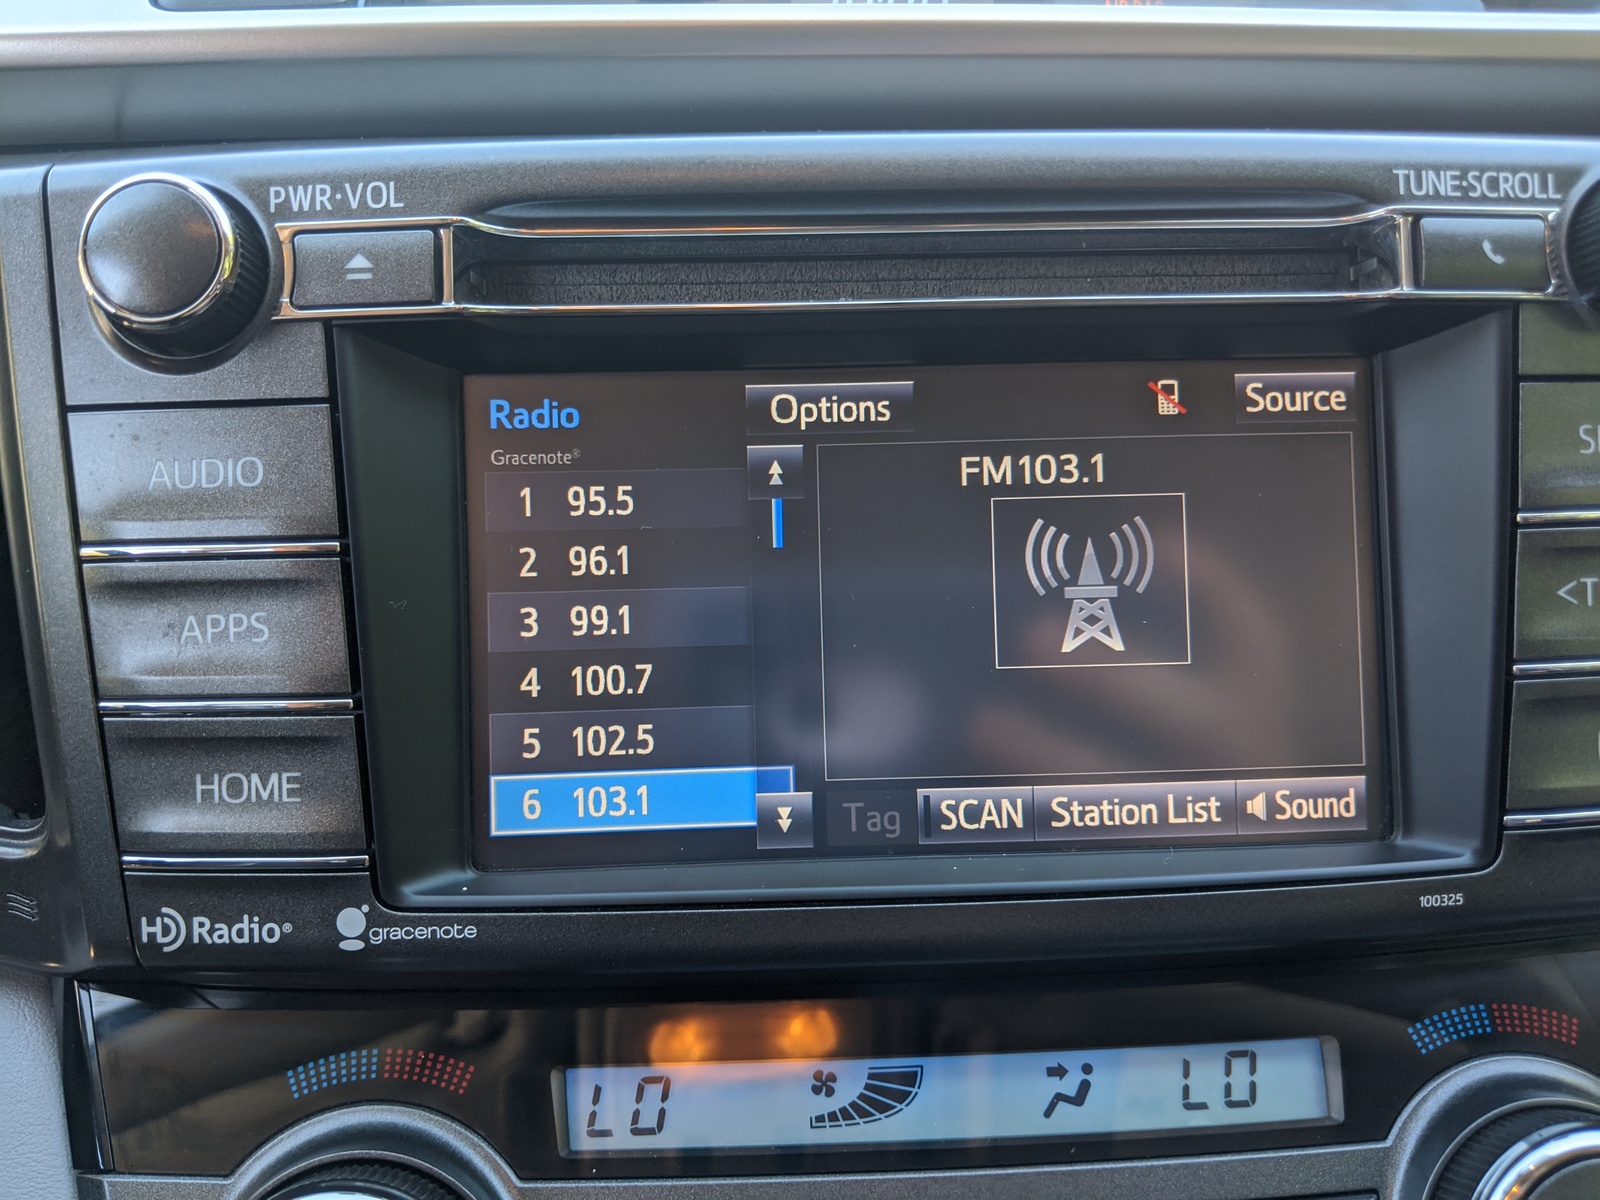 PWR·VOL
TUNE·SCROLL
AUDIO
APPS
HOME
Radio
Options
Source
Gracenote®
FM103.1
1 95.5
2 96.1
3 99.1
4 100.7
5 102.5
6 103.1
Tag
SCAN
Station List
Sound
100325
HD Radio®
gracenote
LO
LO